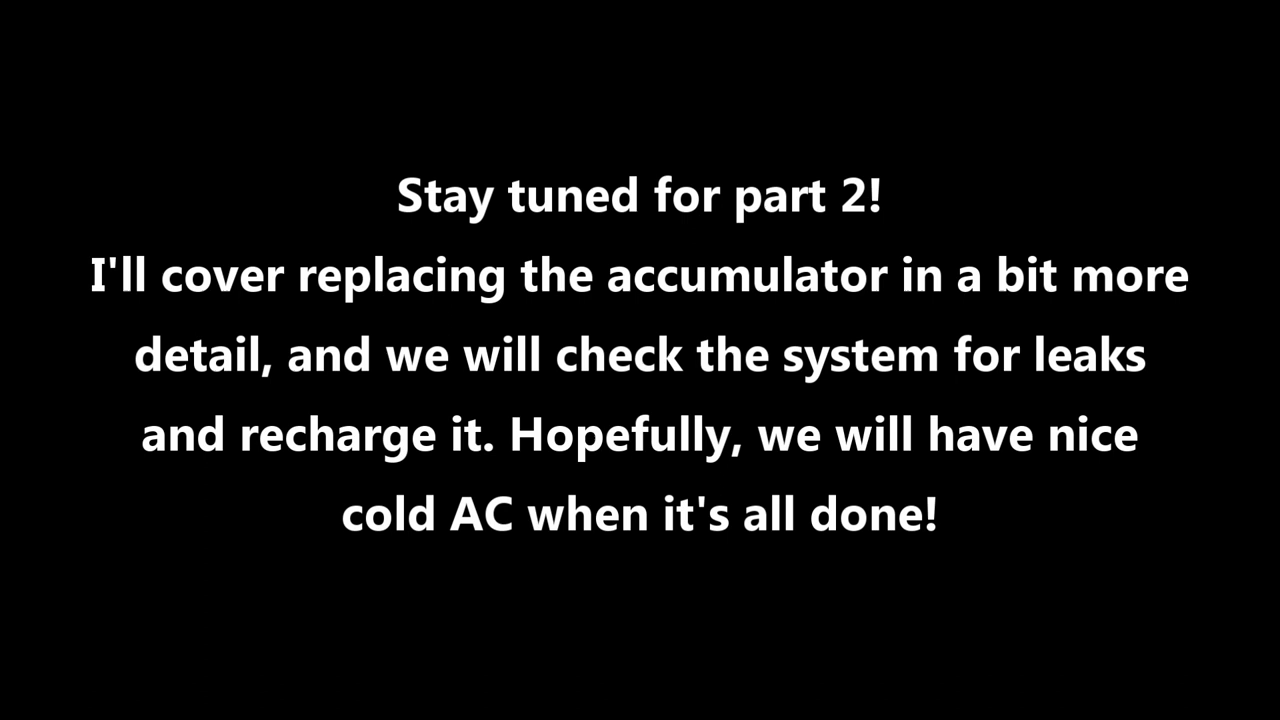 Stay tuned for part 2!
I'll cover replacing the accumulator in a bit more
detail, and we will check the system for leaks
and recharge it. Hopefully, we will have nice
cold AC when it's all done!